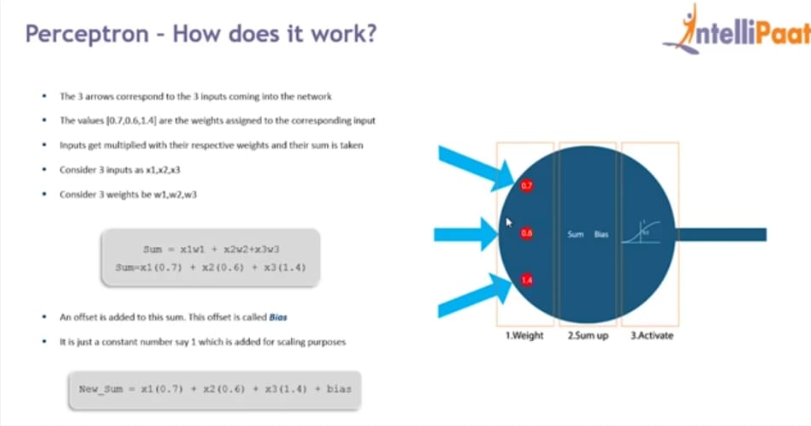 Perceptron - How does it work?
IntelliPaat
The 3 arrows correspond to the 3 inputs coming into the network
The values [0.7,0.6,1.4] are the weights assigned to the corresponding input
Inputs get multiplied with their respective weights and their sum is taken
Consider 3 inputs as x1,x2,x3
Consider 3 weights be w1,w2,w3
Sum = x1w1 + x2w2+x3w3
Sum=x1(0.7) + x2(0.6) + x3(1.4)
An offset is added to this sum. This offset is called Bias
It is just a constant number say 1 which is added for scaling purposes
New_Sum = x1(0.7) + x2(0.6) + x3(1.4) + bias
0.7
0.6
Sum Bias
1.4
1.Weight 2.Sum up 3.Activate